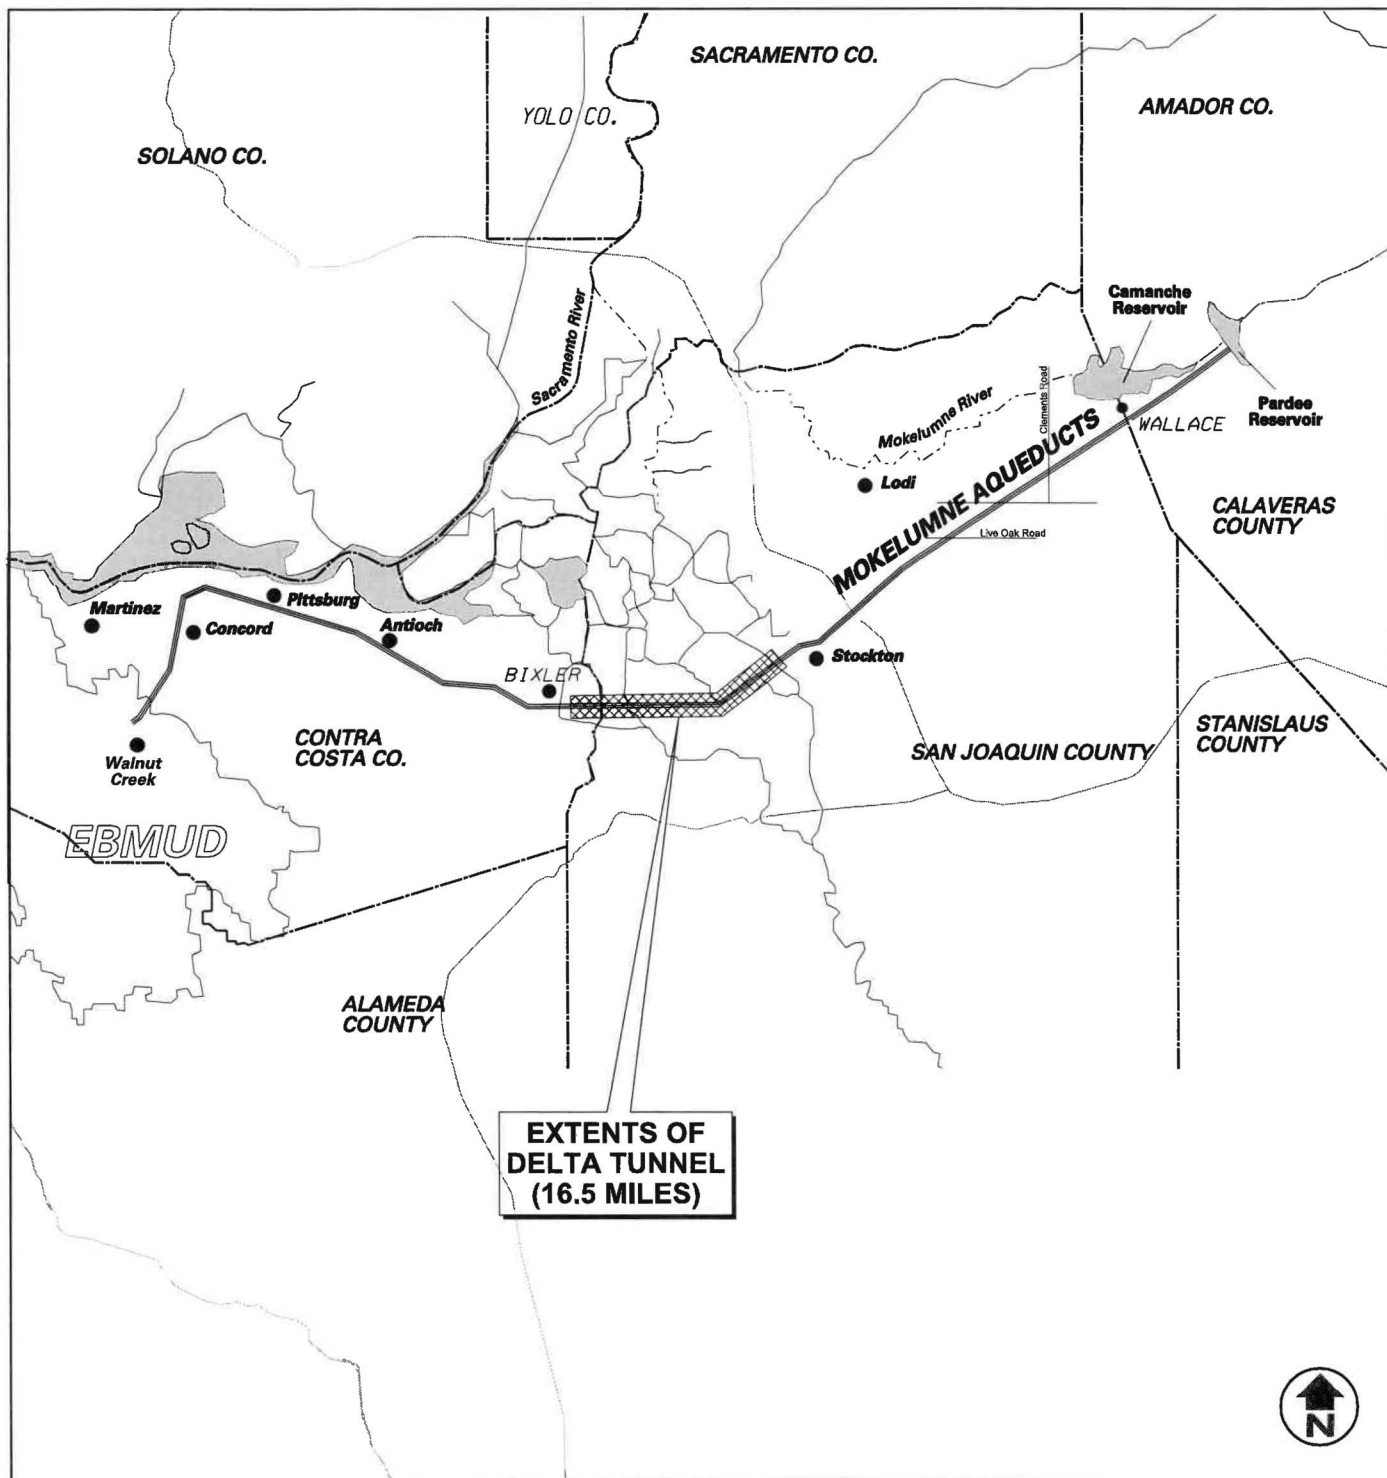 SACRAMENTO CO.
YOLO CO.
AMADOR CO.
SOLANO CO.
Camanche
Reservoir
Sacramento River
Clements Road
Pardee
Reservoir
Mokelumne River
WALLACE
MOKELUMNE AQUEDUCTS
Lodi
CALAVERAS
COUNTY
Live Oak Road
Martinez
Pittsburg
Concord
Antioch
Stockton
BIXLER
STANISLAUS
COUNTY
CONTRA
COSTA CO.
SAN JOAQUIN COUNTY
Walnut
Creek
EBMUD
ALAMEDA
COUNTY
EXTENTS OF
DELTA TUNNEL
(16.5 MILES)
N